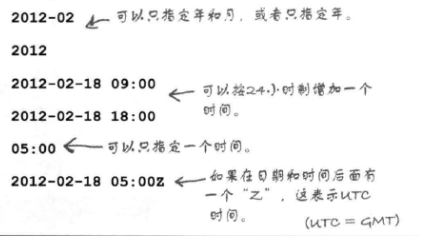 2012-02 可以只指定年和月，或者只指定年。
2012
2012-02-18 09:00
可以按24小时制增加一个
时间。
2012-02-18 18:00
05:00 可以只指定一个时间。
2012-02-18 05:00Z 如果在日期和时间后面有
一个“Z”，这表示UTC
时间。 (UTC = GMT)